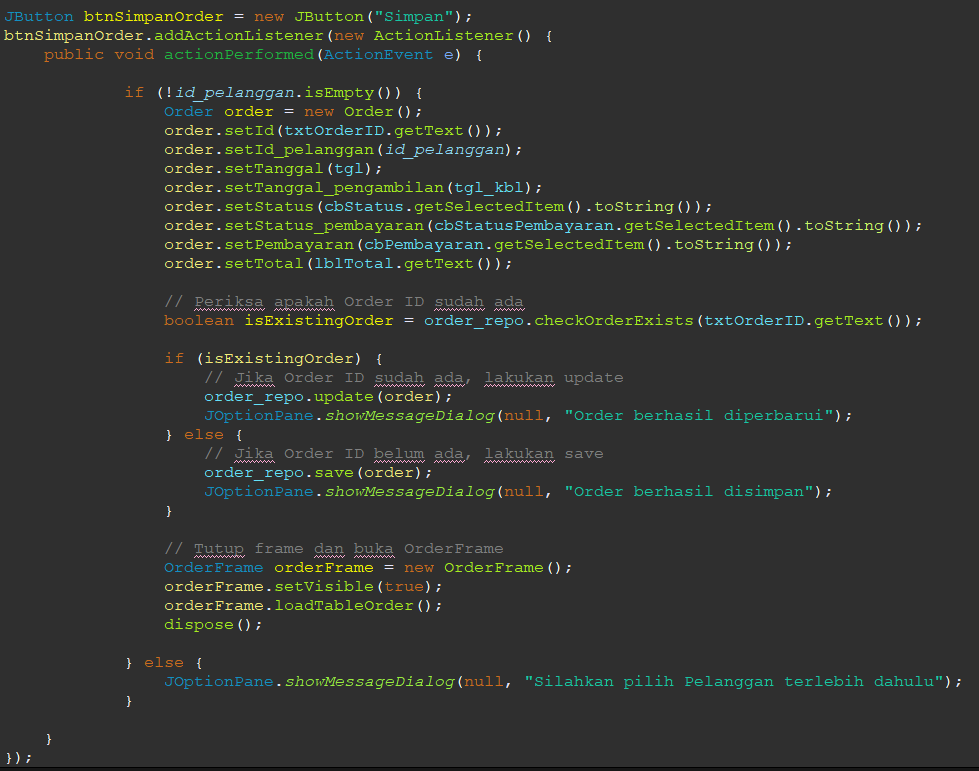 JButton btnSimpanOrder = new JButton("Simpan");
btnSimpanOrder.addActionListener(new ActionListener() {
    public void actionPerformed(ActionEvent e) {

            if (!id_pelanggan.isEmpty()) {
                Order order = new Order();
                order.setId(txtOrderID.getText());
                order.setId_pelanggan(id_pelanggan);
                order.setTanggal(tgl);
                order.setTanggal_pengambilan(tgl_kbl);
                order.setStatus(cbStatus.getSelectedItem().toString());
                order.setStatus_pembayaran(cbStatusPembayaran.getSelectedItem().toString());
                order.setPembayaran(cbPembayaran.getSelectedItem().toString());
                order.setTotal(lblTotal.getText());

                // Periksa apakah Order ID sudah ada
                boolean isExistingOrder = order_repo.checkOrderExists(txtOrderID.getText());

                if (isExistingOrder) {
                    // Jika Order ID sudah ada, lakukan update
                    order_repo.update(order);
                    JOptionPane.showMessageDialog(null, "Order berhasil diperbarui");
                } else {
                    // Jika Order ID belum ada, lakukan save
                    order_repo.save(order);
                    JOptionPane.showMessageDialog(null, "Order berhasil disimpan");
                }

                // Tutup frame dan buka OrderFrame
                OrderFrame orderFrame = new OrderFrame();
                orderFrame.setVisible(true);
                orderFrame.loadTableOrder();
                dispose();

            } else {
                JOptionPane.showMessageDialog(null, "Silahkan pilih Pelanggan terlebih dahulu");
            }

    }
});